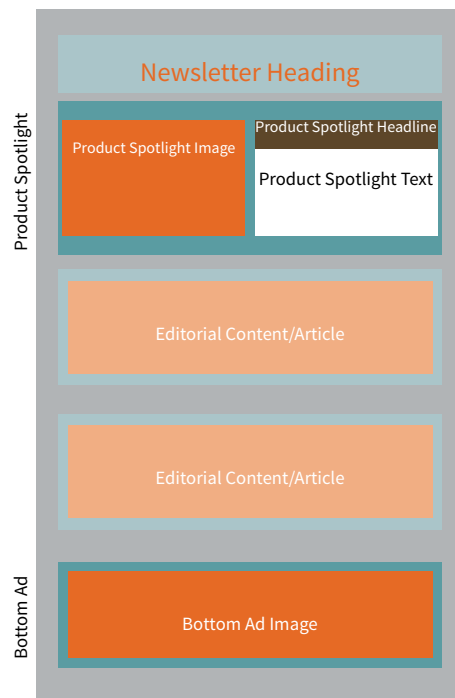 Newsletter Heading
Product Spotlight
Product Spotlight Image
Product Spotlight Headline
Product Spotlight Text
Editorial Content/Article
Editorial Content/Article
Bottom Ad
Bottom Ad Image